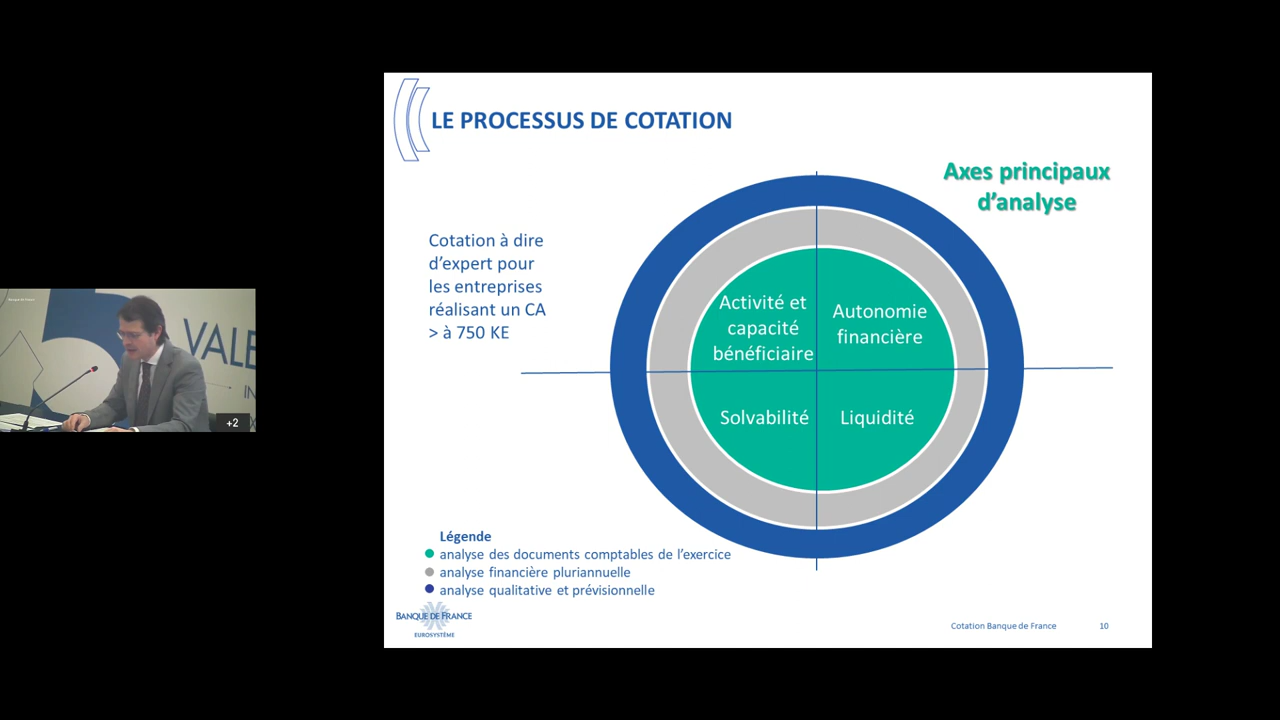 LE PROCESSUS DE COTATION
Axes principaux
d’analyse
Cotation à dire
d’expert pour
les entreprises
réalisant un CA
> à 750 KE
Activité et
capacité
bénéficiaire
Autonomie
financière
Solvabilité
Liquidité
Légende
analyse des documents comptables de l’exercice
analyse financière pluriannuelle
analyse qualitative et prévisionnelle
BANQUE DE FRANCE
EUROSYSTÈME
Cotation Banque de France
10
VALE
IN
+2